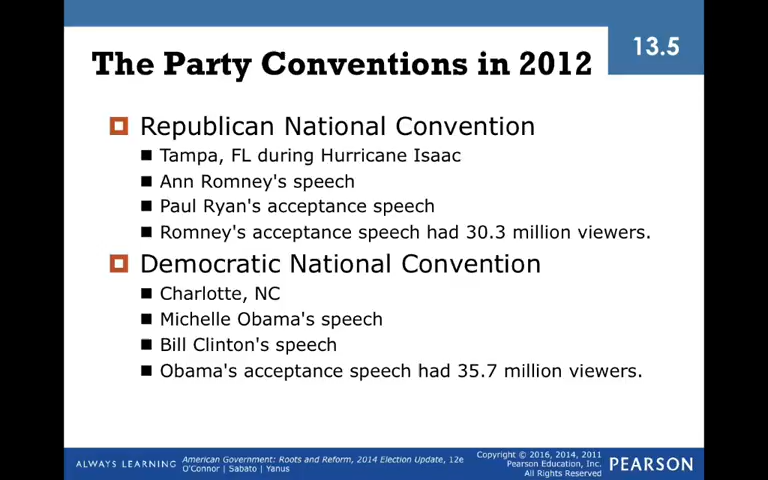 13.5
The Party Conventions in 2012
Republican National Convention
Tampa, FL during Hurricane Isaac
Ann Romney's speech
Paul Ryan's acceptance speech
Romney's acceptance speech had 30.3 million viewers.
Democratic National Convention
Charlotte, NC
Michelle Obama's speech
Bill Clinton's speech
Obama's acceptance speech had 35.7 million viewers.
ALWAYS LEARNING
American Government: Roots and Reform, 2014 Election Update, 12e
O'Connor | Sabato | Yanus
Copyright © 2016, 2014, 2011
Pearson Education, Inc.
All Rights Reserved
PEARSON